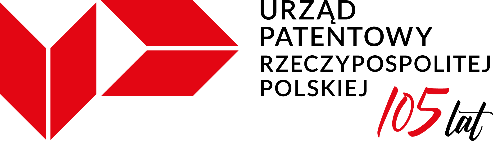 URZĄD
PATENTOWY
RZECZYPOSPOLITEJ
POLSKIEJ
105 lat